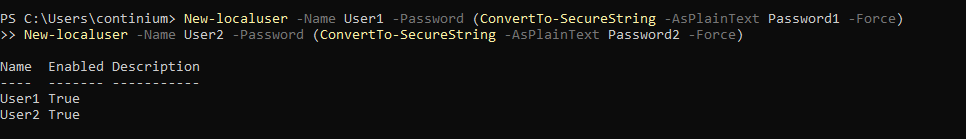 PS C:\Users\continium> New-localuser -Name User1 -Password (ConvertTo-SecureString -AsPlainText Password1 -Force)
>> New-localuser -Name User2 -Password (ConvertTo-SecureString -AsPlainText Password2 -Force)
Name  Enabled Description
----  ------- -----------
User1 True
User2 True